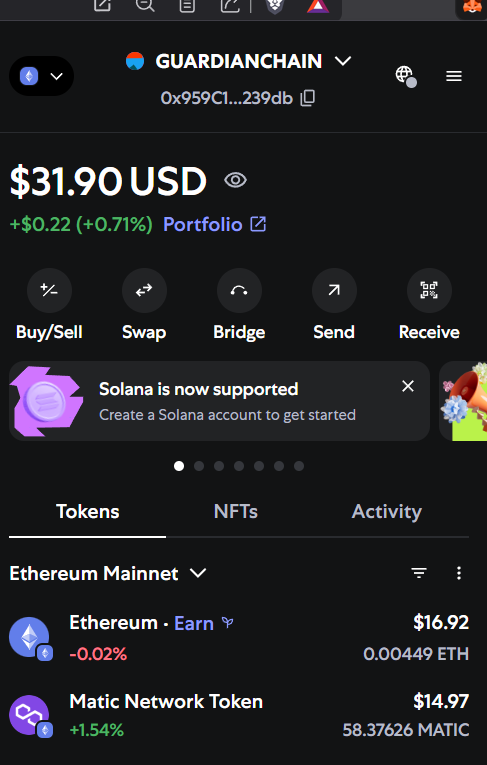 GUARDIANCHAIN
0x959C1...239db
$31.90 USD
+$0.22 (+0.71%) Portfolio
Buy/Sell Swap Bridge Send Receive
Solana is now supported
Create a Solana account to get started
Tokens NFTs Activity
Ethereum Mainnet
Ethereum • Earn $16.92
-0.02% 0.00449 ETH
Matic Network Token $14.97
+1.54% 58.37626 MATIC